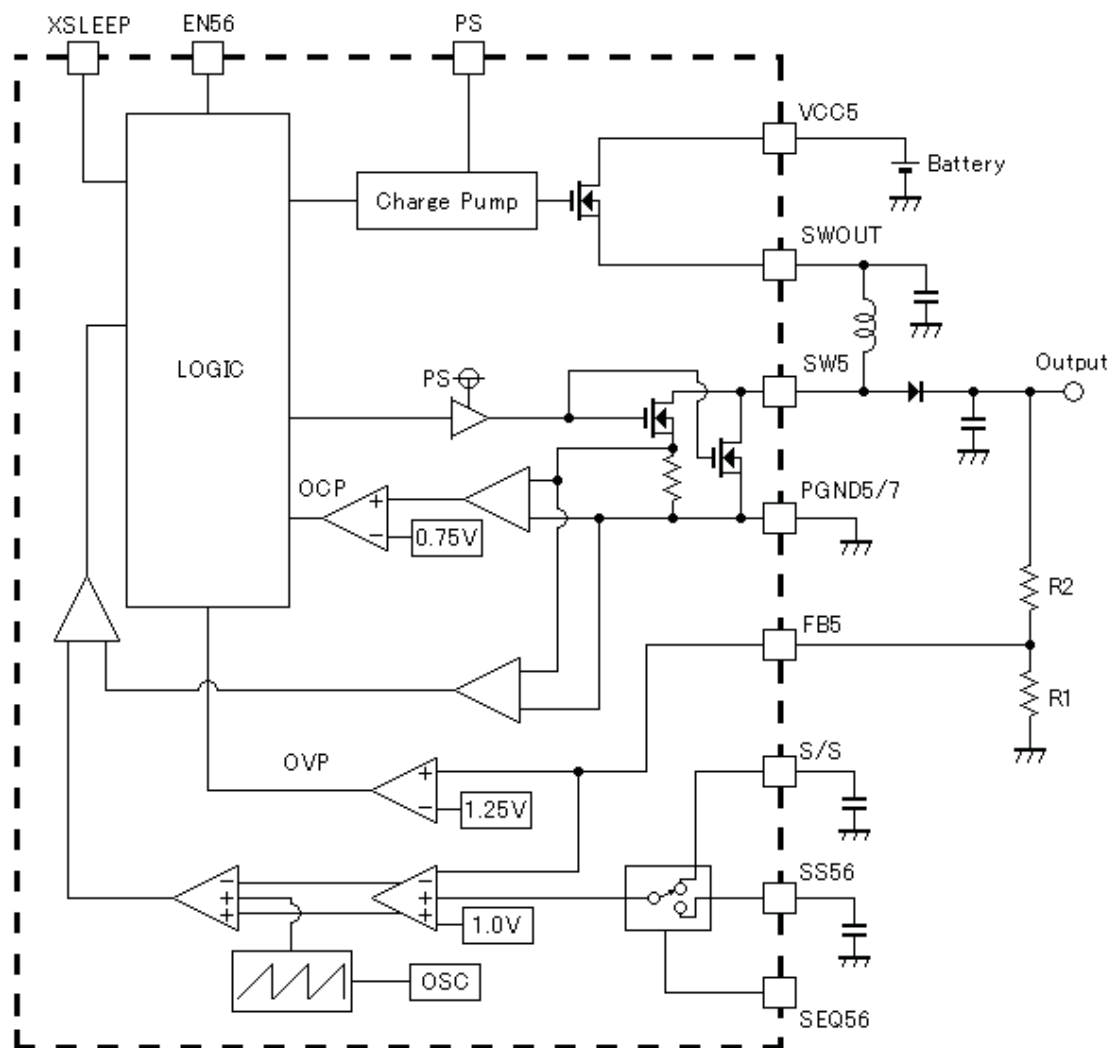 XSLEEP EN56 PS
VCC5
Battery
Charge Pump
SWOUT
LOGIC
PS
SW5
Output
OCP
+
−
0.75V
PGND5/7
R2
FB5
R1
S/S
OVP
+
−
1.25V
SS56
−
+
+
−
+
+
1.0V
OSC
SEQ56